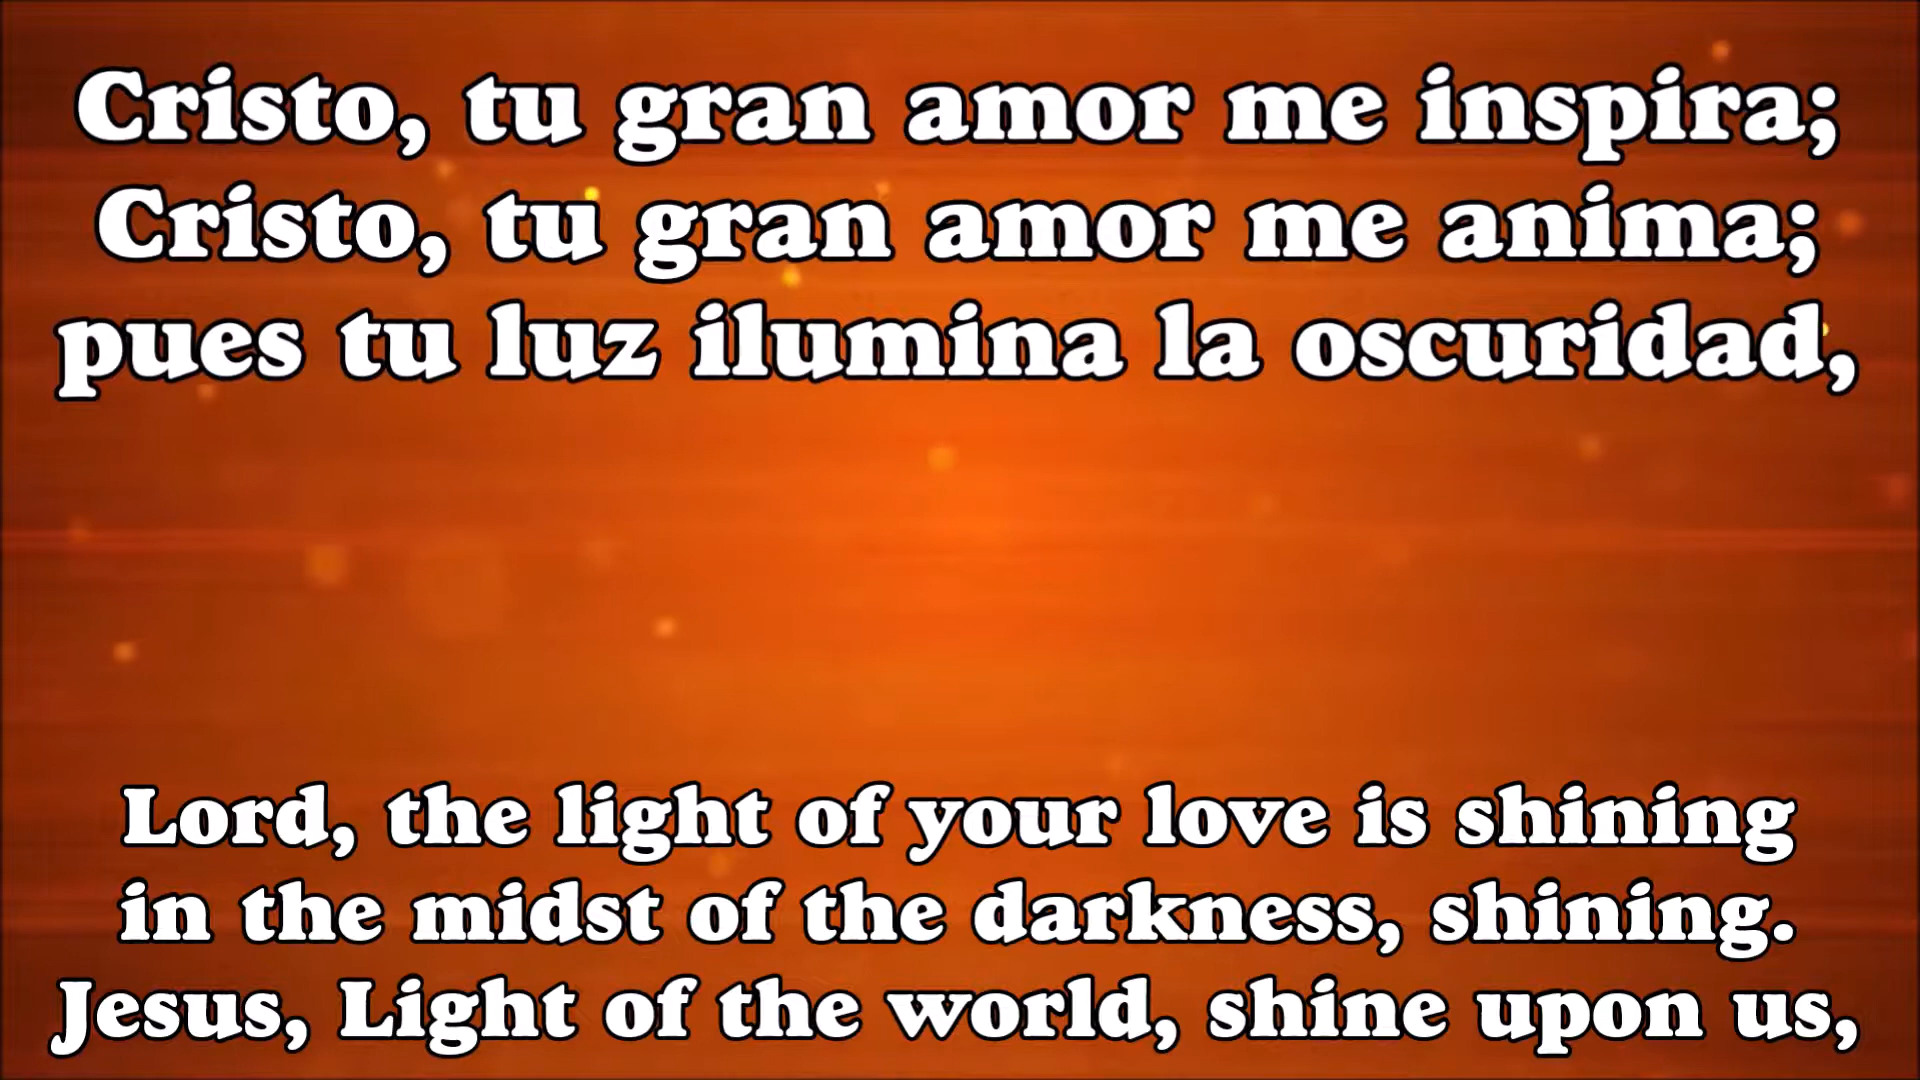 Cristo, tu gran amor me inspira;
Cristo, tu gran amor me anima;
pues tu luz ilumina la oscuridad,
Lord, the light of your love is shining
in the midst of the darkness, shining.
Jesus, Light of the world, shine upon us,